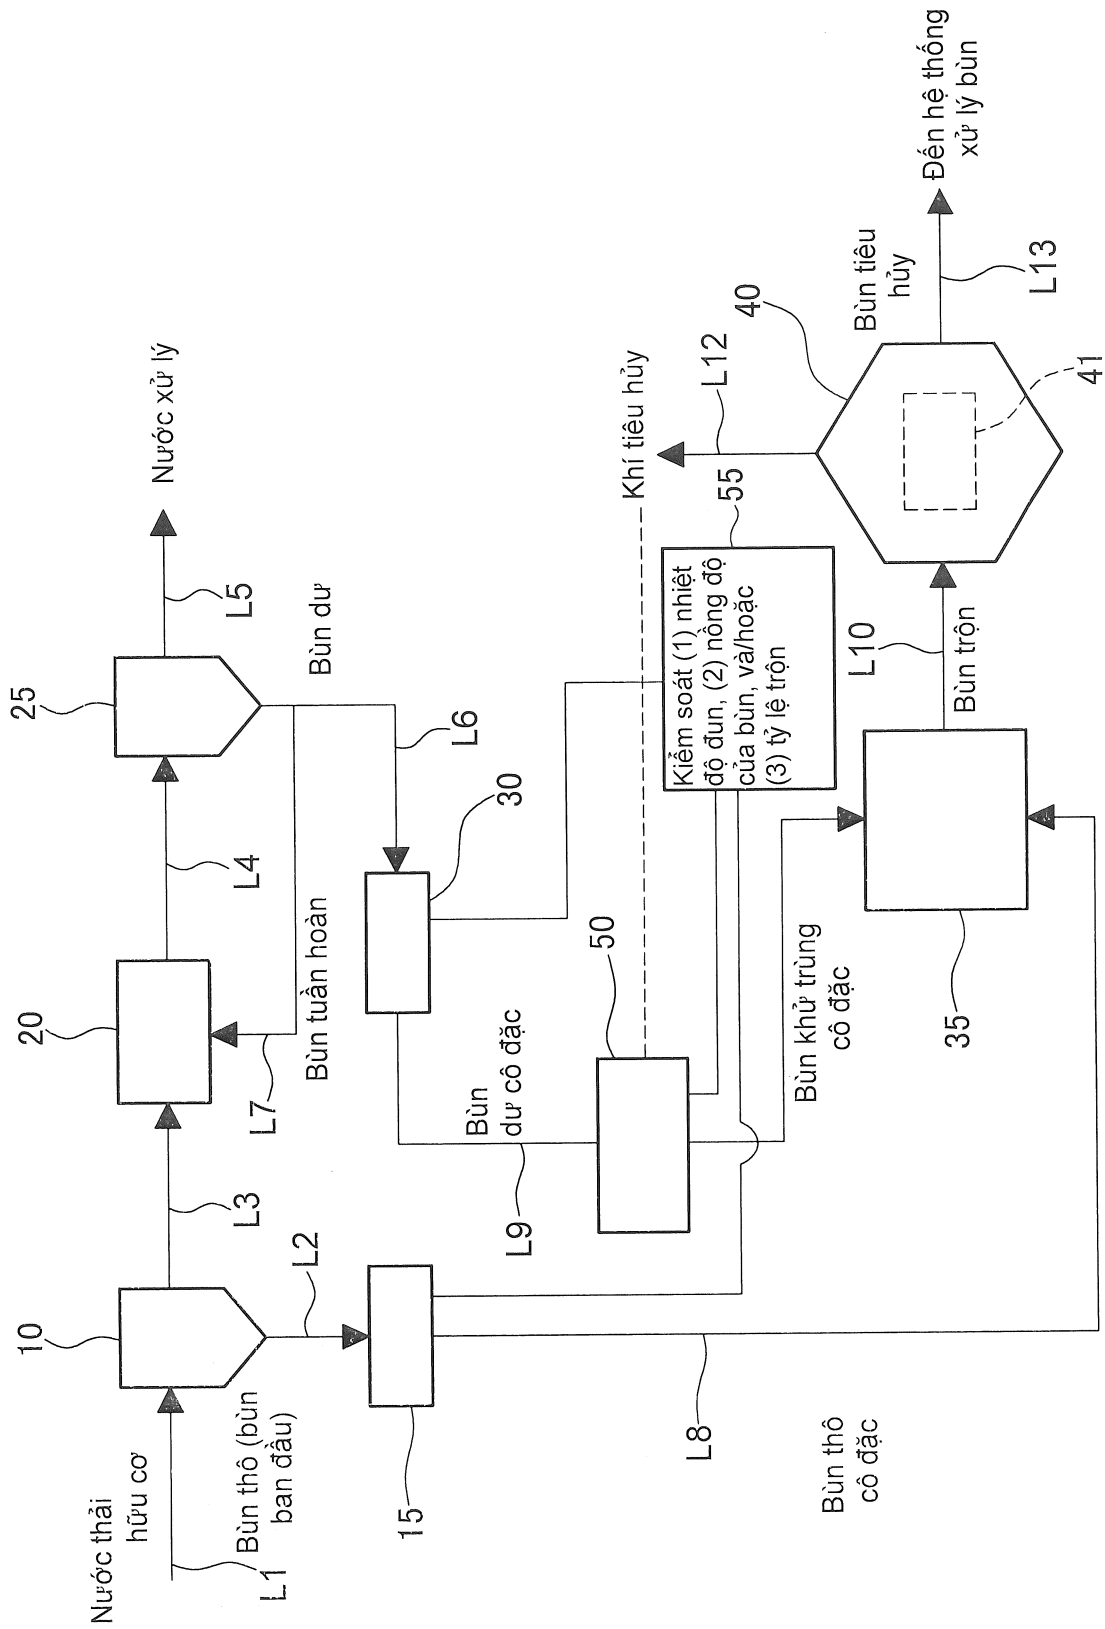 Nước thải
hữu cơ
L1
10
Bùn thô (bùn
ban đầu)
L2
L3
15
20
L7
Bùn tuần hoàn
L4
25
L5
Nước xử lý
Bùn dư
L6
30
Bùn
dư cô đặc
L9
50
Khí tiêu hủy
55
Kiểm soát (1) nhiệt
độ đun, (2) nồng độ
của bùn, và/hoặc
(3) tỷ lệ trộn
Bùn khử trùng
cô đặc
L8
Bùn thô
cô đặc
35
L10
Bùn trộn
L12
40
41
Bùn tiêu
hủy
L13
Đến hệ thống
xử lý bùn